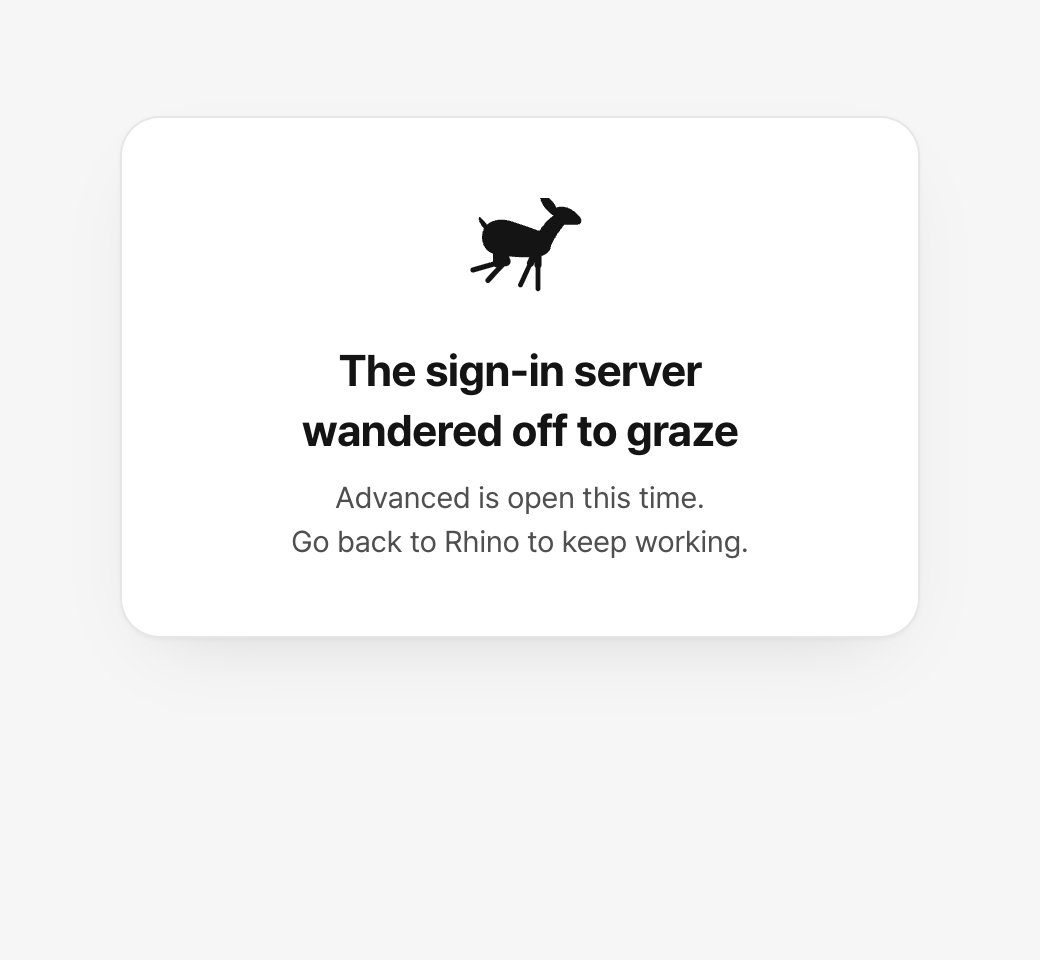 The sign-in server
wandered off to graze
Advanced is open this time.
Go back to Rhino to keep working.